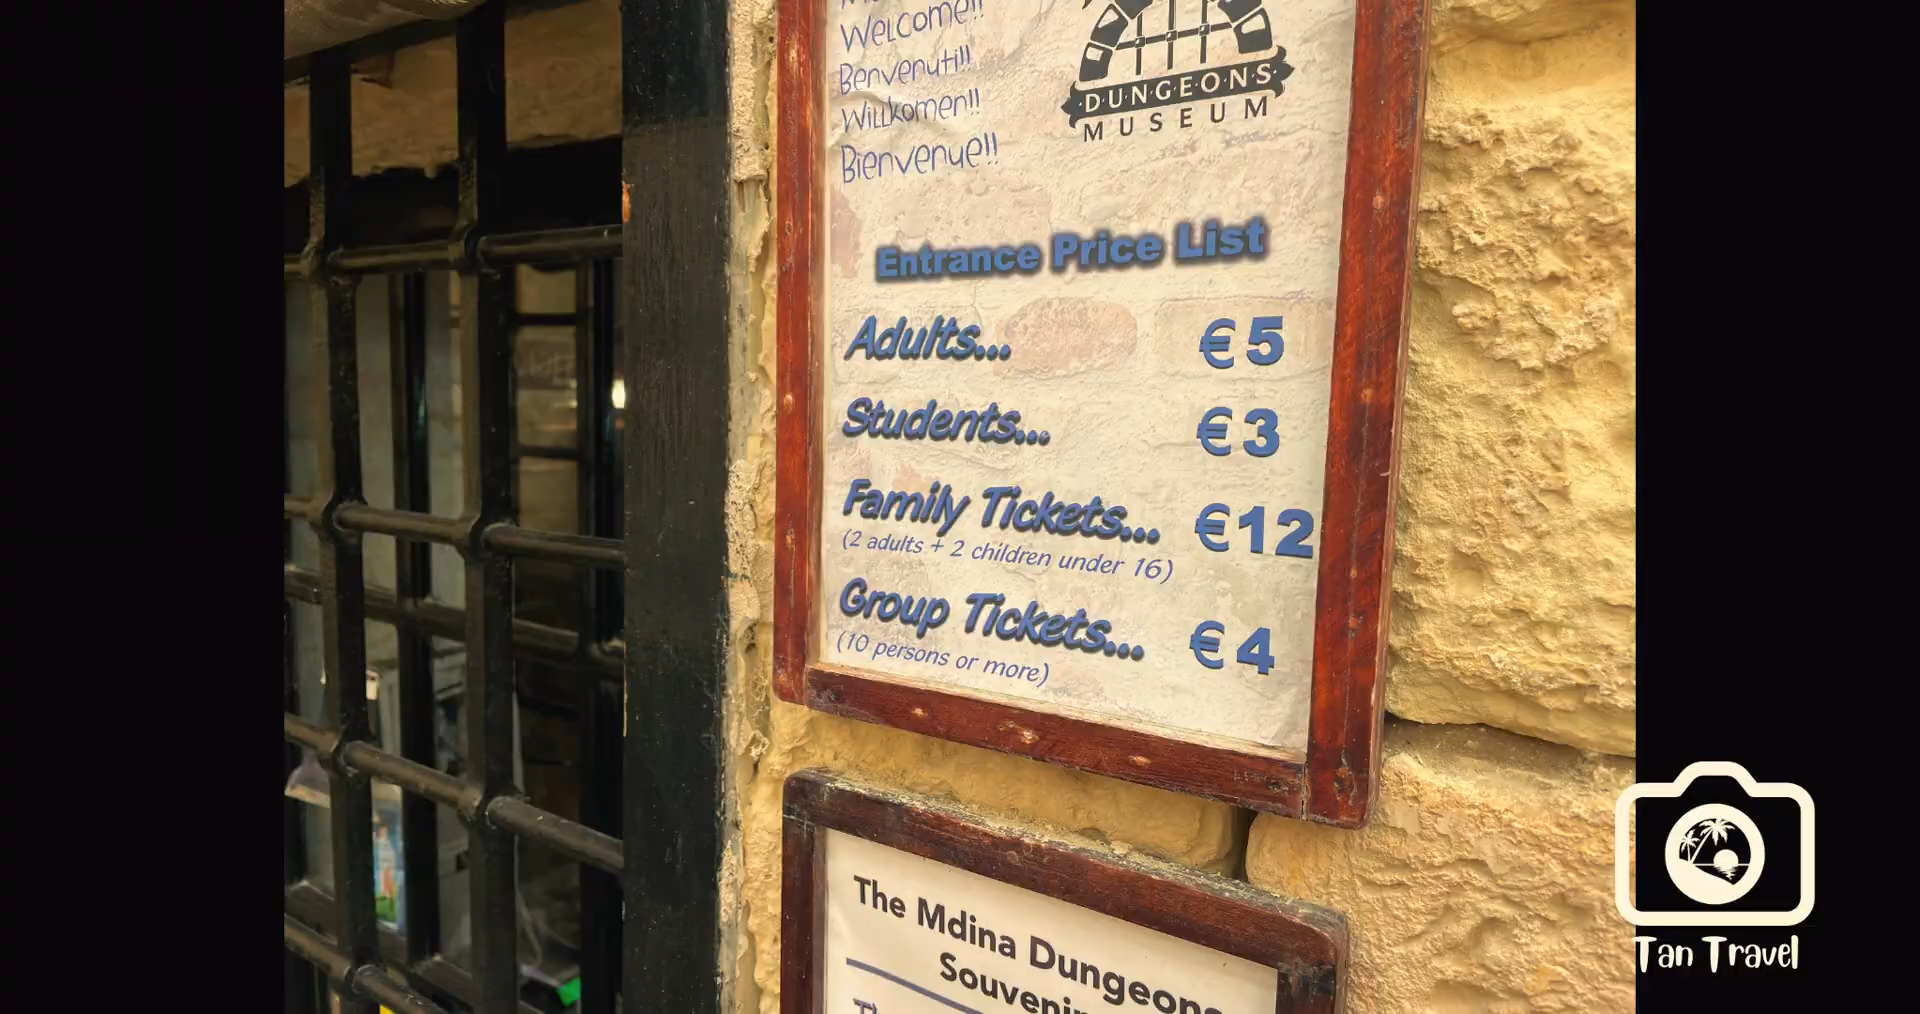 Welcome!!
Benvenuti!!
Willkomen!!
Bienvenue!!
DUNGEONS
MUSEUM
Entrance Price List
Adults... €5
Students... €3
Family Tickets... €12
(2 adults + 2 children under 16)
Group Tickets... €4
(10 persons or more)
The Mdina Dungeons
Tan Travel